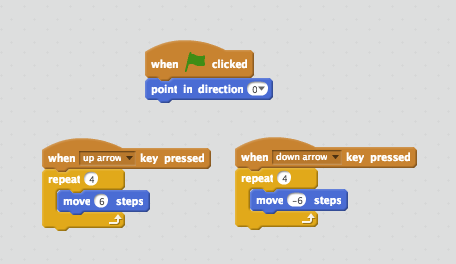 when clicked
point in direction 0
when up arrow key pressed
repeat 4
move 6 steps
when down arrow key pressed
repeat 4
move -6 steps